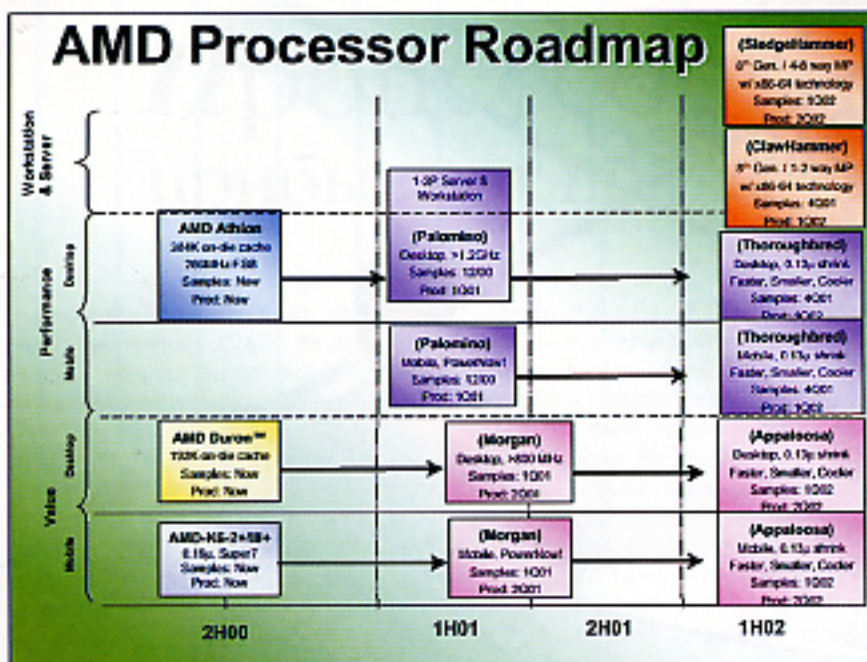 AMD Processor Roadmap
Workstation
& Server
Performance
Desktop
Mobile
Value
Desktop
Mobile
(SledgeHammer)
8th Gen. / 4-8 way MP
w/ x86-64 technology
Samples: 1Q02
Prod: 2Q02
(ClawHammer)
8th Gen. / 1-2 way MP
w/ x86-64 technology
Samples: 4Q01
Prod: 1Q02
1-2P Server &
Workstation
AMD Athlon
384K on-die cache
Samples: Now
Prod: Now
(Palomino)
Desktop, >1.2GHz
Samples: 12/00
Prod: 1Q01
(Thoroughbred)
Desktop, 0.13µ shrink
Faster, Smaller, Cooler
Samples: 4Q01
1Q02
(Palomino)
Mobile, PowerNow!
Samples: 12/00
Prod: 1Q01
(Thoroughbred)
Mobile, 0.13µ shrink
Faster, Smaller, Cooler
Samples: 4Q01
1Q02
AMD Duron™
192K on-die cache
Samples: Now
Prod: Now
(Morgan)
Desktop, >800 MHz
Samples: 1Q01
Prod: 2Q01
(Appaloosa)
Desktop, 0.13µ shrink
Faster, Smaller, Cooler
Samples: 1Q02
Prod: 2Q02
AMD-K6-2+/III+
0.18µ, Super7
Samples: Now
Prod: Now
(Morgan)
Mobile, PowerNow!
Samples: 1Q01
Prod: 2Q01
(Appaloosa)
Mobile, 0.13µ shrink
Faster, Smaller, Cooler
Samples: 1Q02
Prod: 2Q02
2H00
1H01
2H01
1H02